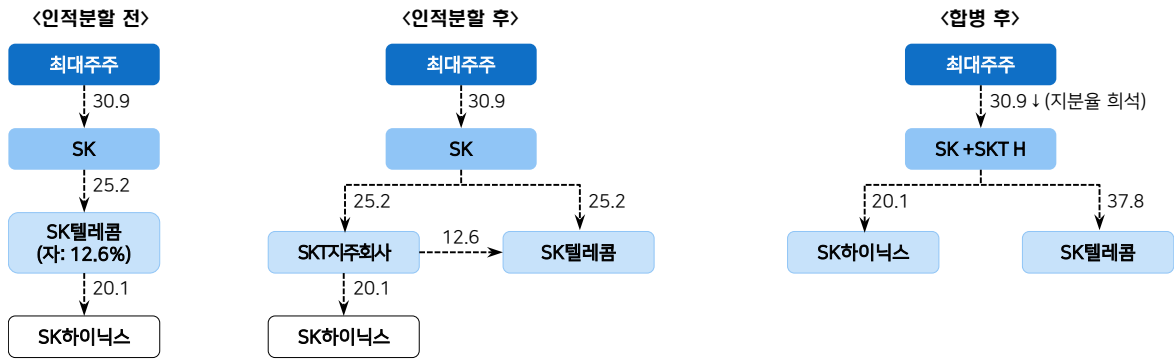 <인적분할 전>
최대주주
30.9
SK
25.2
SK텔레콤
(자: 12.6%)
20.1
SK하이닉스
<인적분할 후>
최대주주
30.9
SK
25.2
25.2
SKT지주회사
12.6
SK텔레콤
20.1
SK하이닉스
<합병 후>
최대주주
30.9↓(지분율 희석)
SK +SKT H
20.1
37.8
SK하이닉스
SK텔레콤